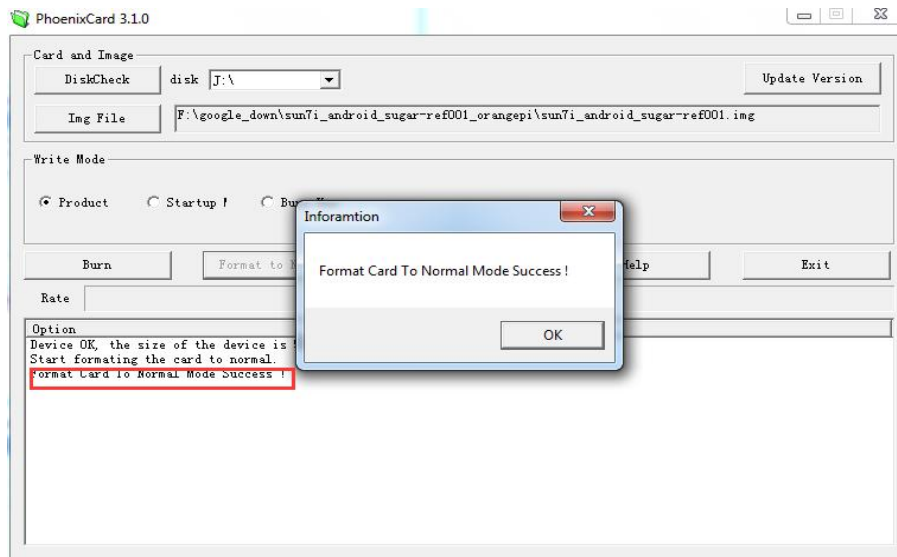 PhoenixCard 3.1.0
Card and Image
DiskCheck disk J:\ Update Version
Img File F:\google_down\sun7i_android_sugar-ref001_orangepi\sun7i_android_sugar-ref001.img
Write Mode
Product Startup
Inforamtion
Format Card To Normal Mode Success !
OK
Burn Format to Help Exit
Rate
Option
Device OK, the size of the device is
Start formating the card to normal.
Format Card To Normal Mode Success !